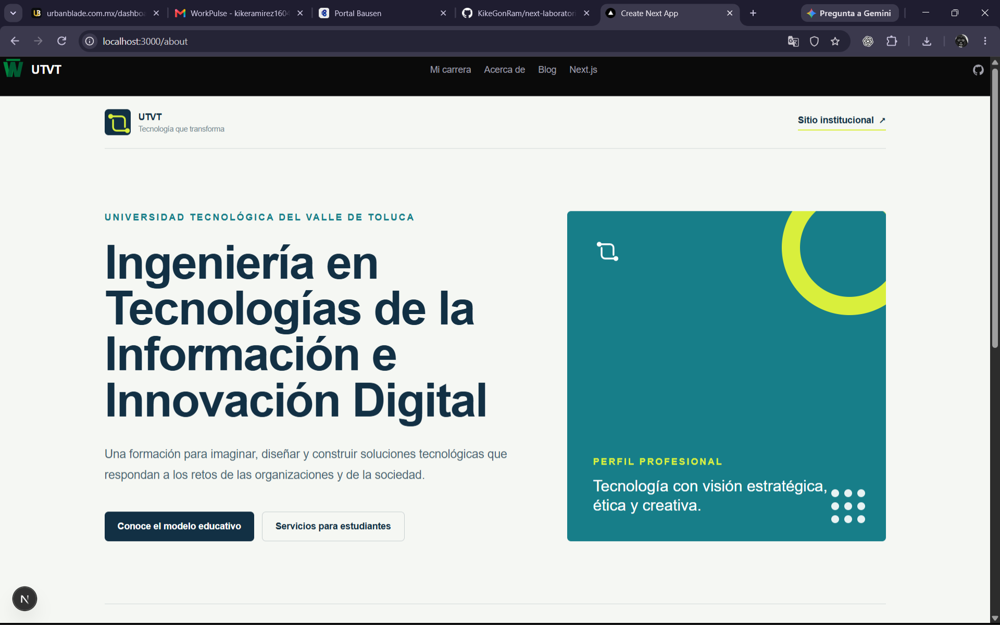 urbanblade.com.mx/dashboa
WorkPulse - kikeramirez160
Portal Bausen
KikeGonRam/next-laborator
Create Next App
Pregunta a Gemini
localhost:3000/about
UTVT
Mi carrera
Acerca de
Blog
Next.js
UTVT
Tecnología que transforma
Sitio institucional ↗
UNIVERSIDAD TECNOLÓGICA DEL VALLE DE TOLUCA
Ingeniería en
Tecnologías de la
Información e
Innovación Digital
Una formación para imaginar, diseñar y construir soluciones tecnológicas que
respondan a los retos de las organizaciones y de la sociedad.
Conoce el modelo educativo
Servicios para estudiantes
PERFIL PROFESIONAL
Tecnología con visión estratégica,
ética y creativa.
N